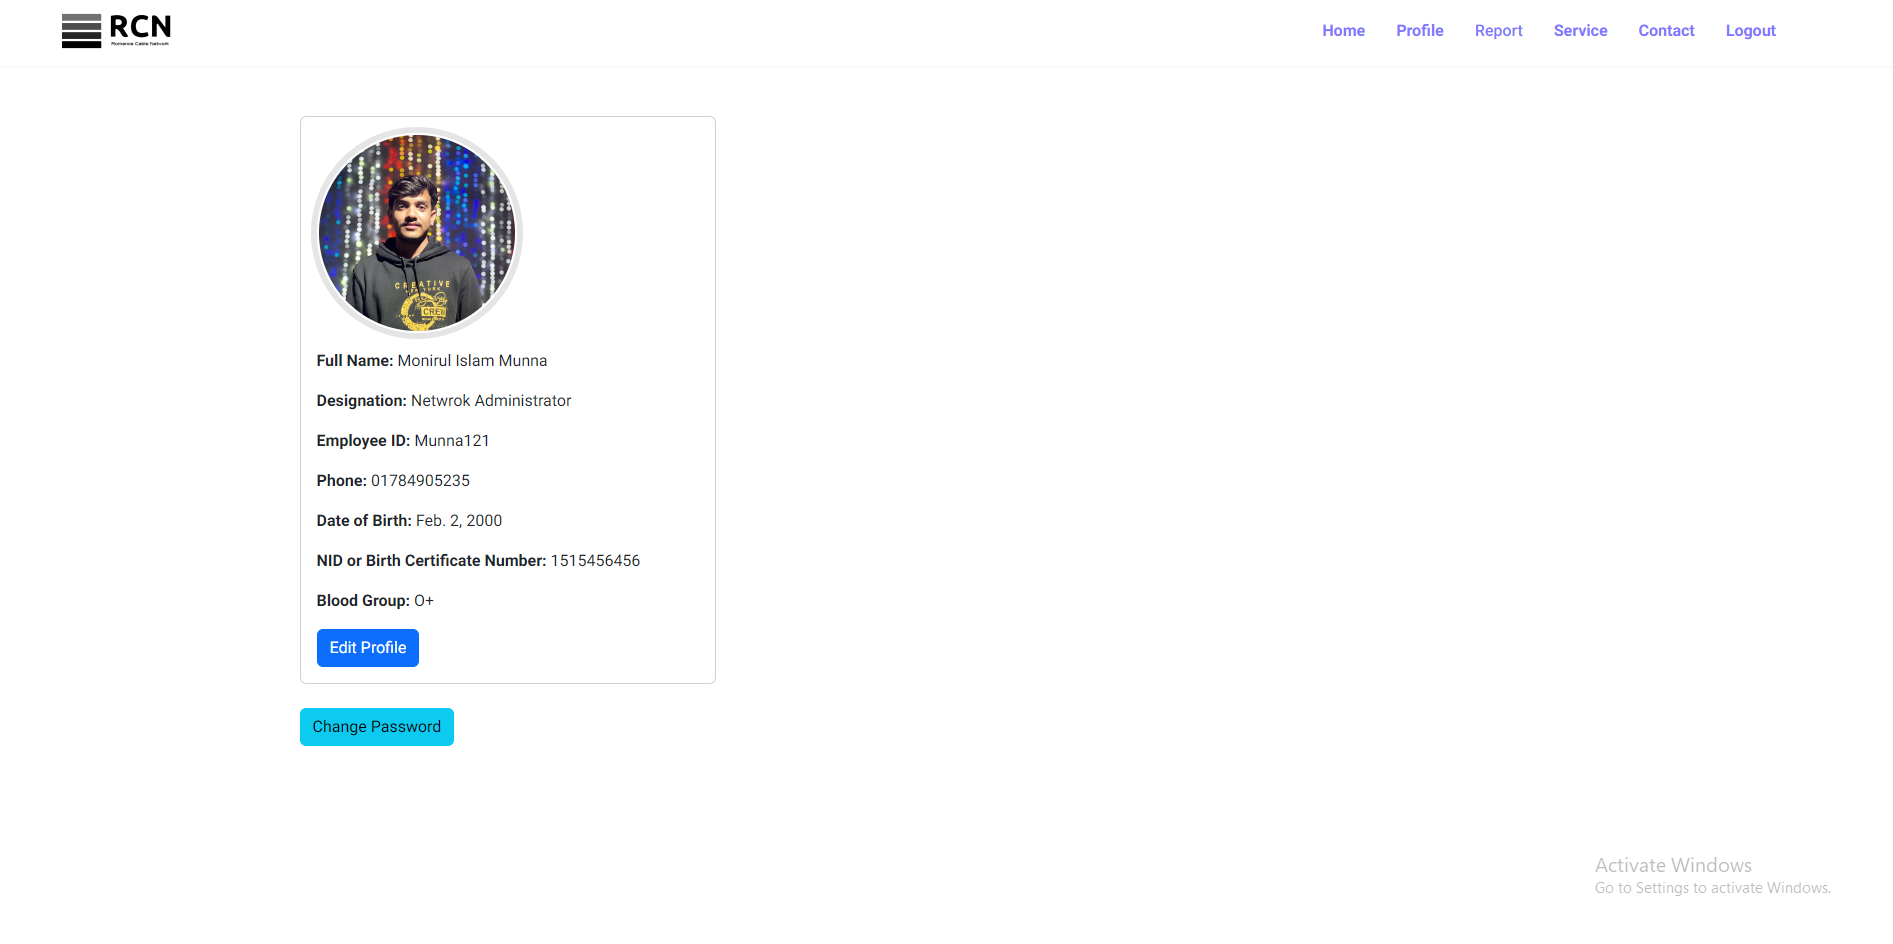 RCN
Romance Cable Network
Home Profile Report Service Contact Logout
CREATIVE
NEW YORK
CREW
Full Name: Monirul Islam Munna
Designation: Netwrok Administrator
Employee ID: Munna121
Phone: 01784905235
Date of Birth: Feb. 2, 2000
NID or Birth Certificate Number: 1515456456
Blood Group: O+
Edit Profile
Change Password
Activate Windows
Go to Settings to activate Windows.